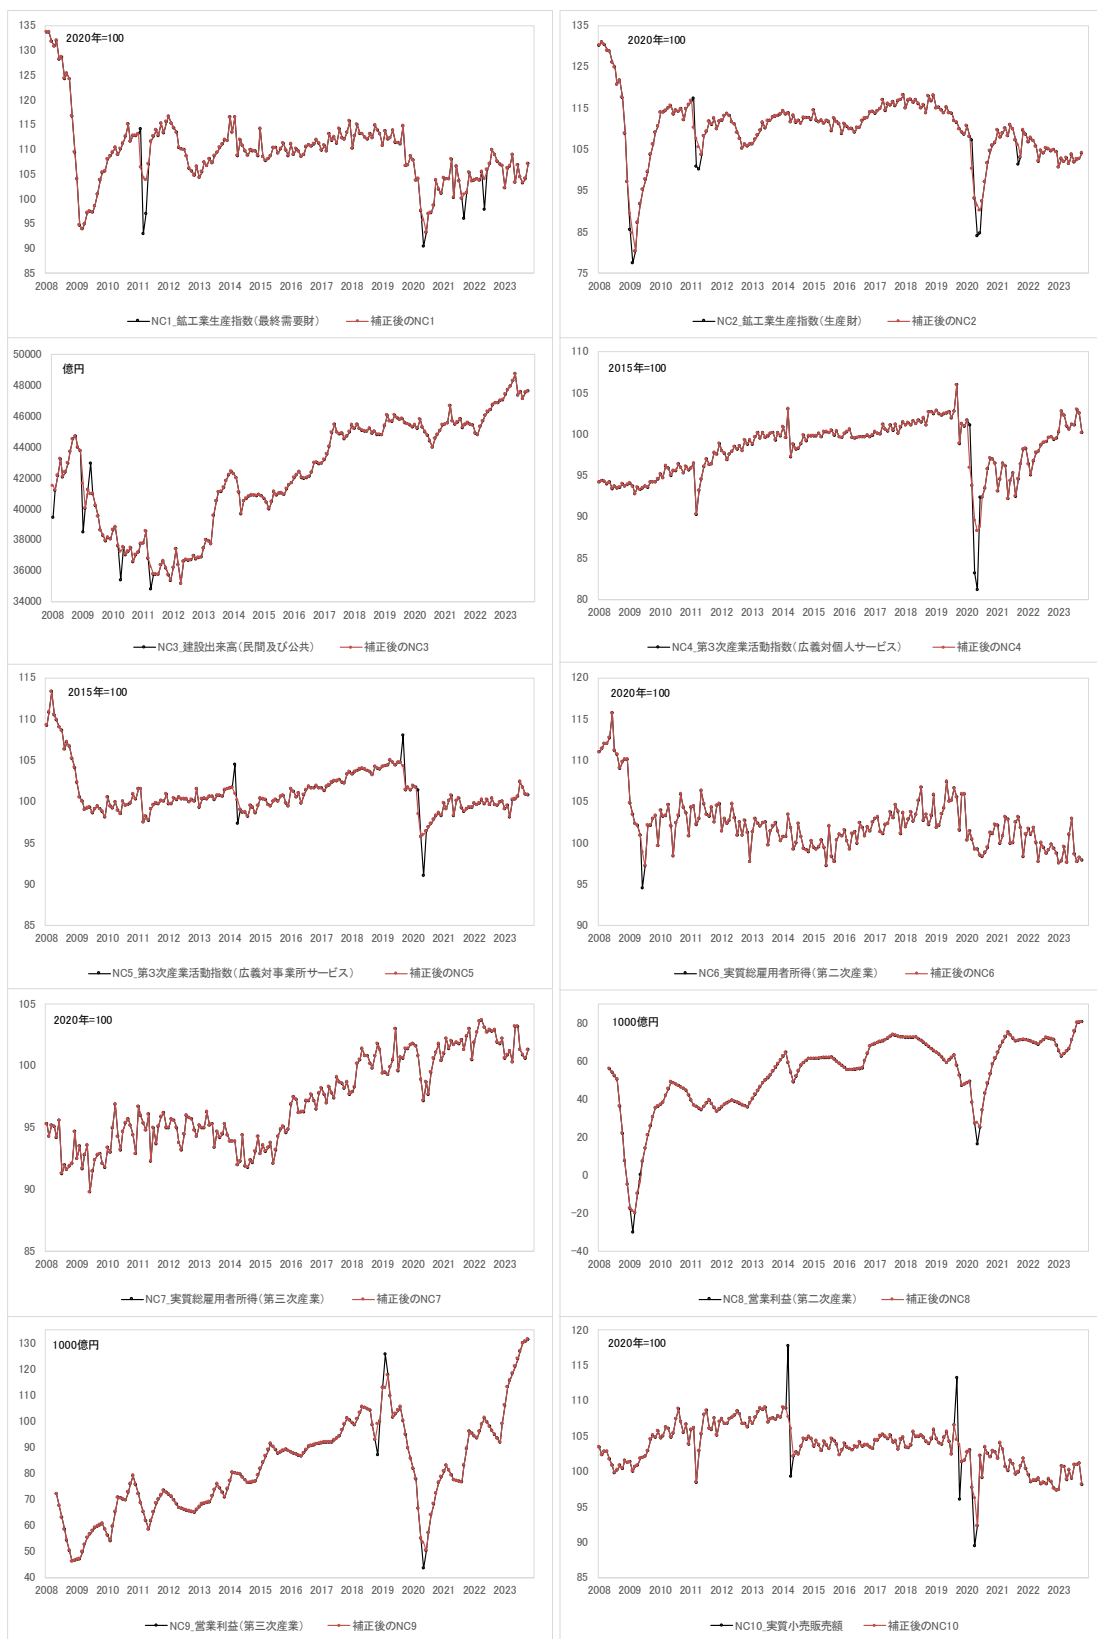 2020年=100
135
130
125
120
115
110
105
100
95
90
85
2008 2009 2010 2011 2012 2013 2014 2015 2016 2017 2018 2019 2020 2021 2022 2023
NC1_鉱工業生産指数(最終需要財) 補正後のNC1
2020年=100
135
125
115
105
95
85
75
2008 2009 2010 2011 2012 2013 2014 2015 2016 2017 2018 2019 2020 2021 2022 2023
NC2_鉱工業生産指数(生産財) 補正後のNC2
億円
50000
48000
46000
44000
42000
40000
38000
36000
34000
2008 2009 2010 2011 2012 2013 2014 2015 2016 2017 2018 2019 2020 2021 2022 2023
NC3_建設出来高(民間及び公共) 補正後のNC3
2015年=100
110
105
100
95
90
85
80
2008 2009 2010 2011 2012 2013 2014 2015 2016 2017 2018 2019 2020 2021 2022 2023
NC4_第3次産業活動指数(広義対個人サービス) 補正後のNC4
2015年=100
115
110
105
100
95
90
85
2008 2009 2010 2011 2012 2013 2014 2015 2016 2017 2018 2019 2020 2021 2022 2023
NC5_第3次産業活動指数(広義対事業所サービス) 補正後のNC5
2020年=100
120
115
110
105
100
95
90
2008 2009 2010 2011 2012 2013 2014 2015 2016 2017 2018 2019 2020 2021 2022 2023
NC6_実質総雇用者所得(第二次産業) 補正後のNC6
2020年=100
105
100
95
90
85
2008 2009 2010 2011 2012 2013 2014 2015 2016 2017 2018 2019 2020 2021 2022 2023
NC7_実質総雇用者所得(第三次産業) 補正後のNC7
1000億円
80
60
40
20
0
−20
−40
2008 2009 2010 2011 2012 2013 2014 2015 2016 2017 2018 2019 2020 2021 2022 2023
NC8_営業利益(第二次産業) 補正後のNC8
1000億円
130
120
110
100
90
80
70
60
50
40
2008 2009 2010 2011 2012 2013 2014 2015 2016 2017 2018 2019 2020 2021 2022 2023
NC9_営業利益(第三次産業) 補正後のNC9
2020年=100
120
115
110
105
100
95
90
85
2008 2009 2010 2011 2012 2013 2014 2015 2016 2017 2018 2019 2020 2021 2022 2023
NC10_実質小売販売額 補正後のNC10